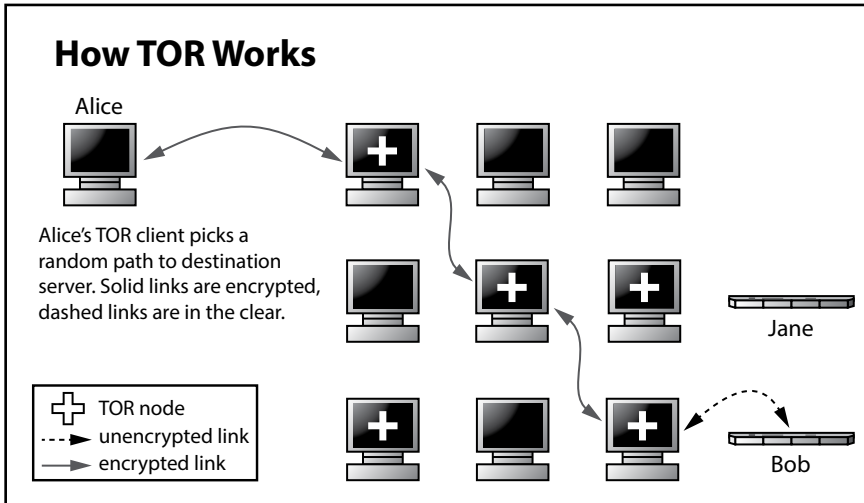 How TOR Works
Alice
Alice's TOR client picks a
random path to destination
server. Solid links are encrypted,
dashed links are in the clear.
Jane
TOR node
unencrypted link
encrypted link
Bob